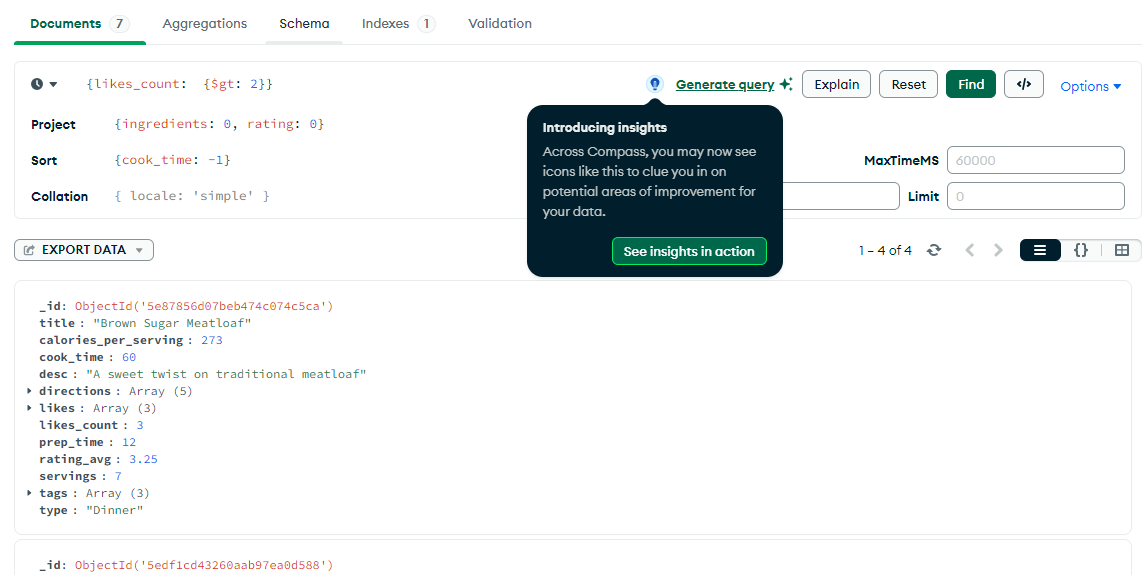 Documents 7 Aggregations Schema Indexes 1 Validation
{likes_count: {$gt: 2}} Generate query Explain Reset Find </> Options
Project {ingredients: 0, rating: 0}
Sort {cook_time: -1} MaxTimeMS 60000
Collation { locale: 'simple' } Limit 0
Introducing insights
Across Compass, you may now see
icons like this to clue you in on
potential areas of improvement for
your data.
See insights in action
EXPORT DATA 1 – 4 of 4 {}
_id: ObjectId('5e87856d07beb474c074c5ca')
title : "Brown Sugar Meatloaf"
calories_per_serving : 273
cook_time : 60
desc : "A sweet twist on traditional meatloaf"
directions : Array (5)
likes : Array (3)
likes_count : 3
prep_time : 12
rating_avg : 3.25
servings : 7
tags : Array (3)
type : "Dinner"
_id: ObjectId('5edf1cd43260aab97ea0d588')